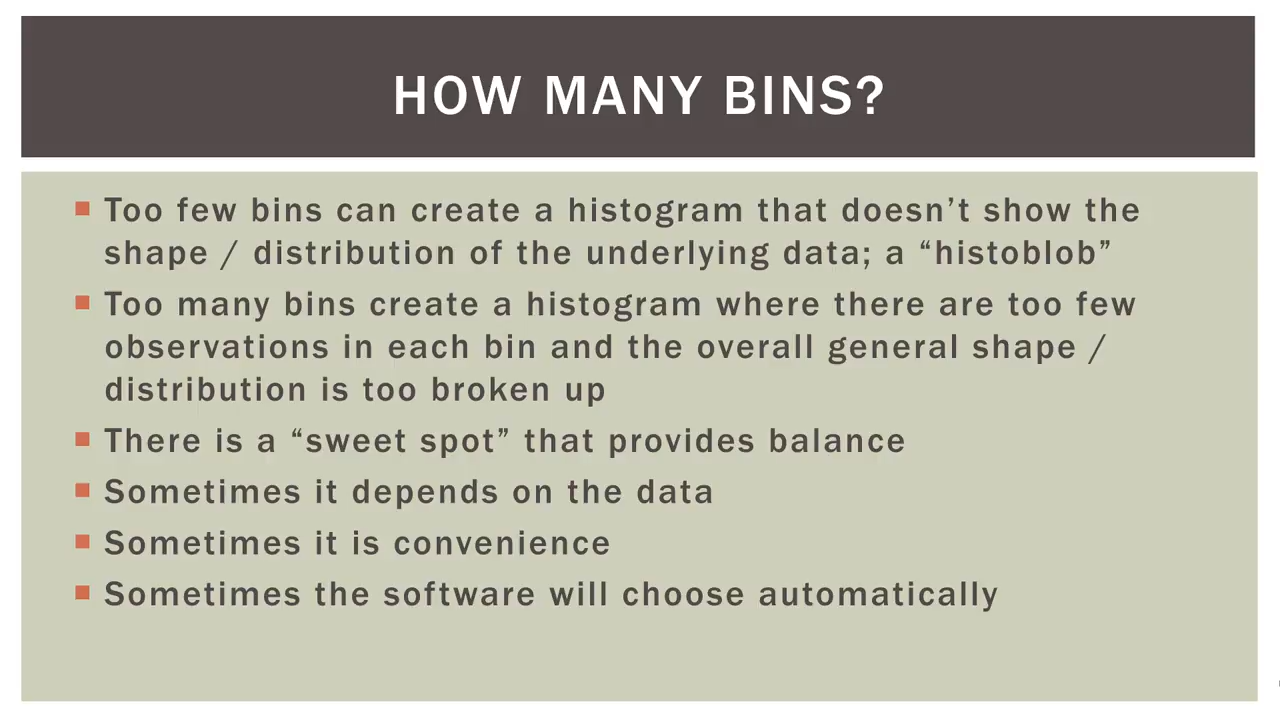 HOW MANY BINS?
Too few bins can create a histogram that doesn’t show the
shape / distribution of the underlying data; a “histoblob”
Too many bins create a histogram where there are too few
observations in each bin and the overall general shape /
distribution is too broken up
There is a “sweet spot” that provides balance
Sometimes it depends on the data
Sometimes it is convenience
Sometimes the software will choose automatically